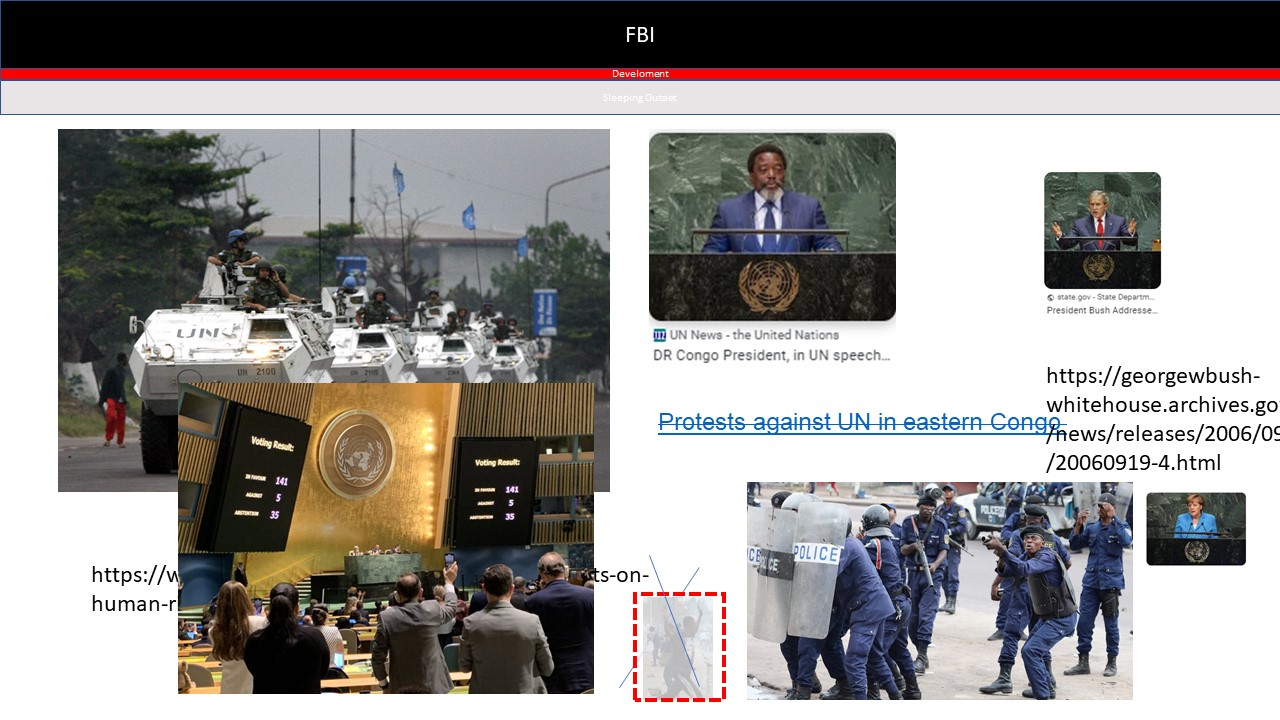 FBI
Develoment
Sleeping Outset
UN
UN 2100
UN 2105
UN News - the United Nations
DR Congo President, in UN speech...
state.gov - State Departm...
President Bush Addresse...
https://georgewbush-
whitehouse.archives.go
/news/releases/2006/09
/20060919-4.html
Protests against UN in eastern Congo
Voting Result:
IN FAVOUR 141
AGAINST 5
ABSTENTION 35
Voting Result:
IN FAVOUR 141
AGAINST 5
ABSTENTION 35
POLICE
POLICE
https://w
ts-on-
human-r